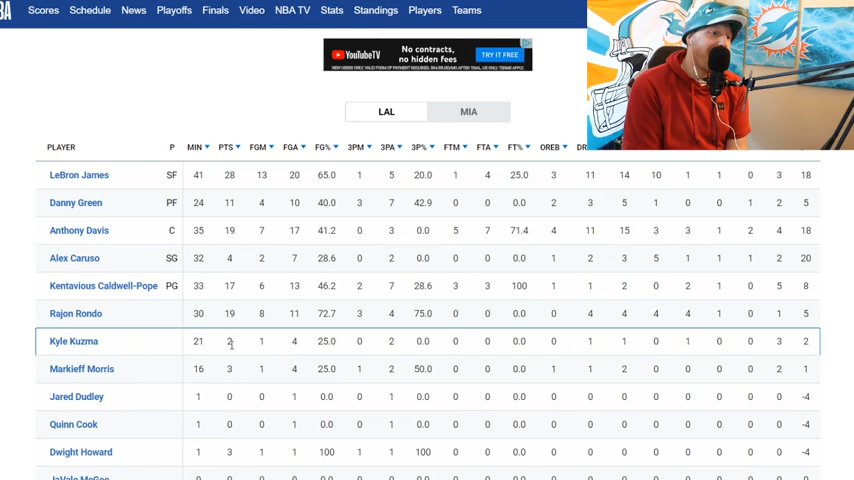 BA Scores Schedule News Playoffs Finals Video NBA TV Stats Standings Players Teams
YouTubeTV No contracts, no hidden fees TRY IT FREE
LAL MIA
PLAYER P MIN PTS FGM FGA FG% 3PM 3PA 3P% FTM FTA FT% OREB DR
LeBron James SF 41 28 13 20 65.0 1 5 20.0 1 4 25.0 3 11 14 10 1 1 0 3 18
Danny Green PF 24 11 4 10 40.0 3 7 42.9 0 0 0.0 2 3 5 1 0 0 1 2 5
Anthony Davis C 35 19 7 17 41.2 0 3 0.0 5 7 71.4 4 11 15 3 3 1 2 4 18
Alex Caruso SG 32 4 2 7 28.6 0 2 0.0 0 0 0.0 1 2 3 5 1 1 1 2 20
Kentavious Caldwell-Pope PG 33 17 6 13 46.2 2 7 28.6 3 3 100 1 1 2 0 2 1 0 5 8
Rajon Rondo 30 19 8 11 72.7 3 4 75.0 0 0 0.0 0 4 4 4 0 1 0 1 5
Kyle Kuzma 21 2 1 4 25.0 0 2 0.0 0 0 0.0 0 1 1 0 1 0 0 3 2
Markieff Morris 16 3 1 4 25.0 1 2 50.0 0 0 0.0 1 1 2 0 0 0 0 2 1
Jared Dudley 1 0 0 1 0.0 0 1 0.0 0 0 0.0 0 0 0 0 0 0 0 0 -4
Quinn Cook 1 0 0 1 0.0 0 0 0.0 0 0 0.0 0 0 0 0 0 0 0 0 -4
Dwight Howard 1 3 1 1 100 1 1 100 0 0 0.0 0 0 0 0 0 0 0 0 -4